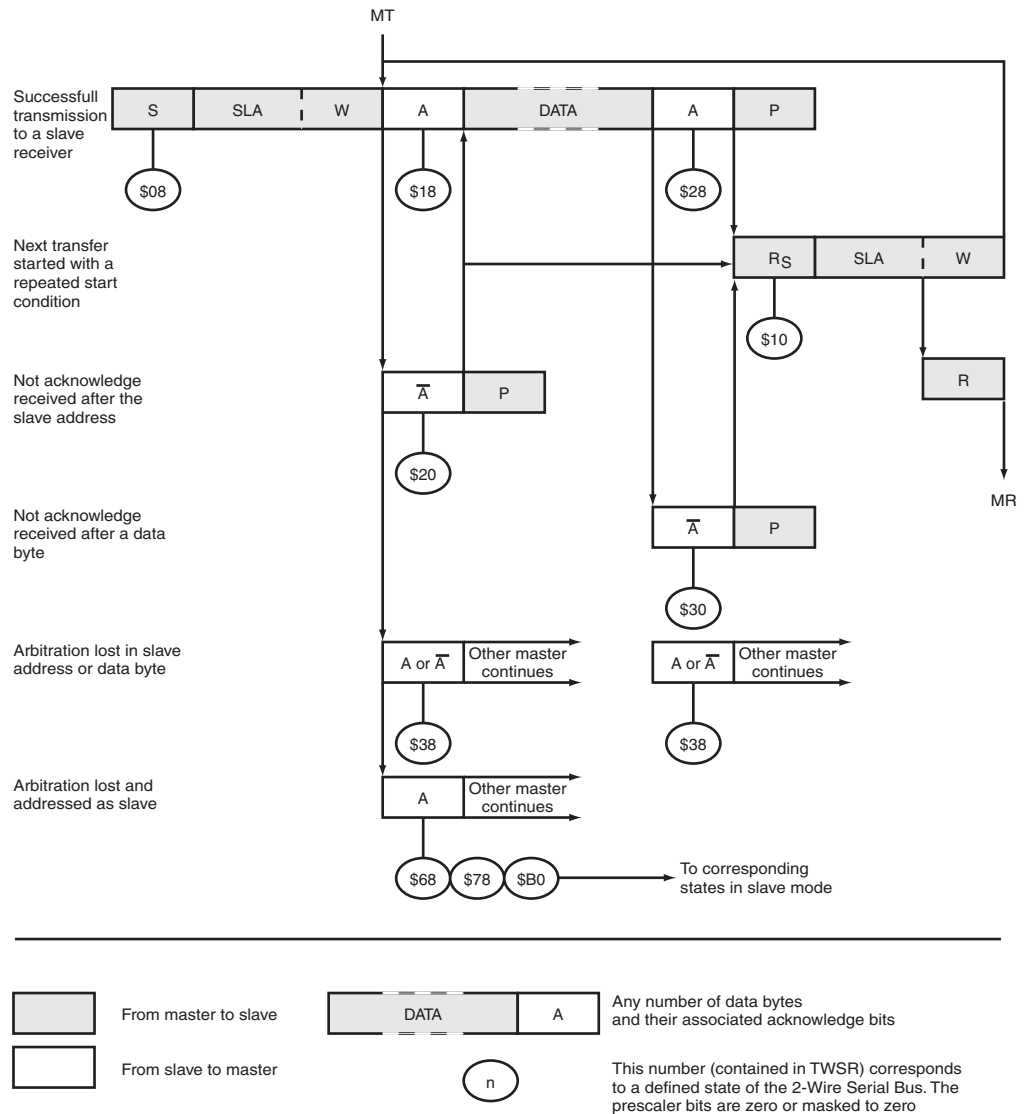 MT
Successfull
transmission
to a slave
receiver
S SLA W A DATA A P
$08 $18 $28
Next transfer
started with a
repeated start
condition
RS SLA W
$10
Not acknowledge
received after the
slave address
A̅ P
R
$20
MR
Not acknowledge
received after a data
byte
A̅ P
$30
Arbitration lost in slave
address or data byte
A or A̅ Other master
continues
A or A̅ Other master
continues
$38 $38
Arbitration lost and
addressed as slave
A Other master
continues
$68 $78 $B0
To corresponding
states in slave mode
From master to slave
DATA A
Any number of data bytes
and their associated acknowledge bits
From slave to master
n
This number (contained in TWSR) corresponds
to a defined state of the 2-Wire Serial Bus. The
prescaler bits are zero or masked to zero